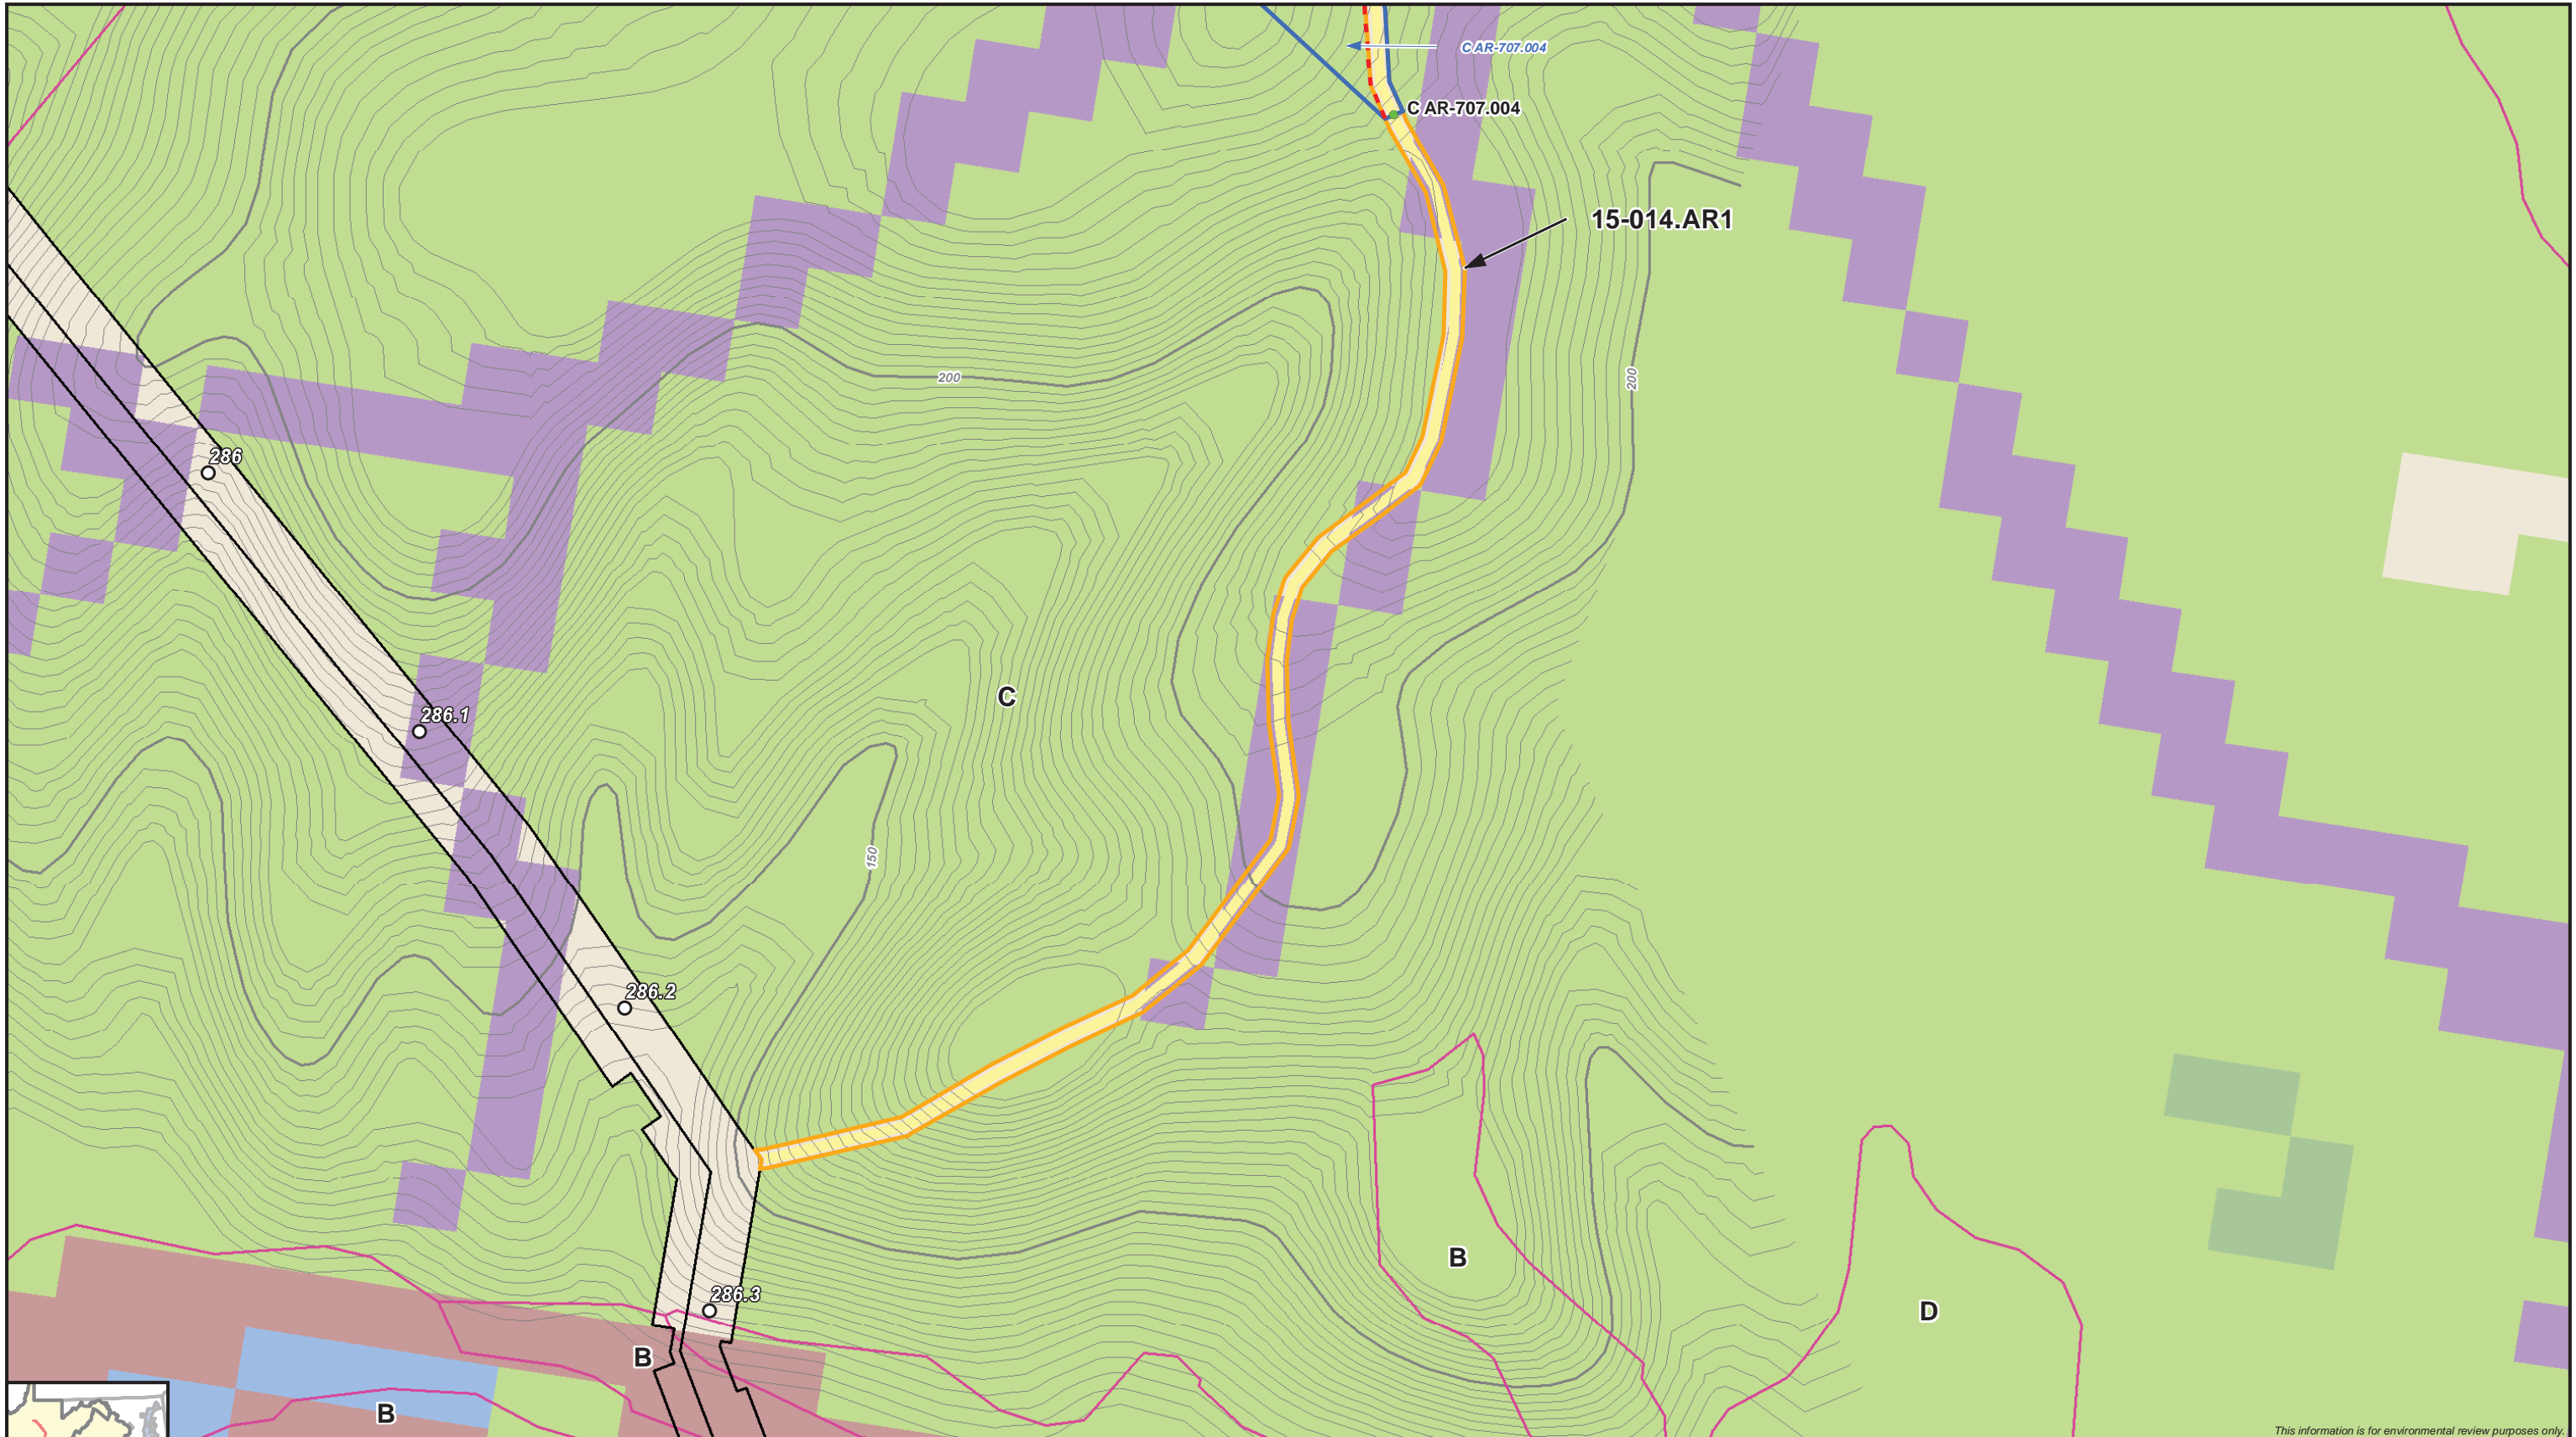 C AR-707.004
C AR-707.004
15-014.AR1
200
200
286
C
286.1
150
286.2
B
286.3
D
B
B
This information is for environmental review purposes only.